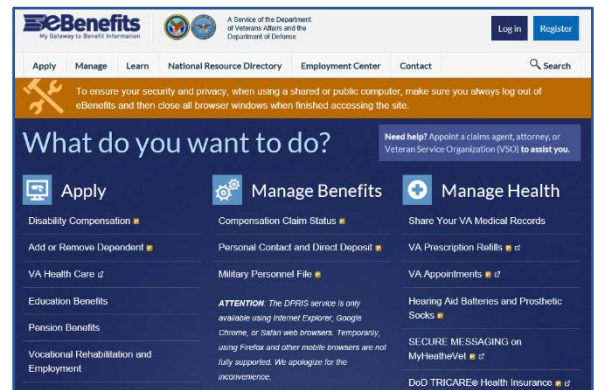 eBenefits
My Gateway to Benefit Information
A Service of the Department
of Veterans Affairs and the
Department of Defense
Log in
Register
Apply Manage Learn National Resource Directory Employment Center Contact Search
To ensure your security and privacy, when using a shared or public computer, make sure you always log out of
eBenefits and then close all browser windows when finished accessing the site.
What do you want to do?
Need help? Appoint a claims agent, attorney, or
Veteran Service Organization (VSO) to assist you.
Apply
Disability Compensation
Add or Remove Dependent
VA Health Care
Education Benefits
Pension Benefits
Vocational Rehabilitation and
Employment
Manage Benefits
Compensation Claim Status
Personal Contact and Direct Deposit
Military Personnel File
ATTENTION: The DPRIS service is only
available using Internet Explorer, Google
Chrome, or Safari web browsers. Temporarily,
using Firefox and other mobile browsers are not
fully supported. We apologize for the
inconvenience.
Manage Health
Share Your VA Medical Records
VA Prescription Refills
VA Appointments
Hearing Aid Batteries and Prosthetic
Socks
SECURE MESSAGING on
MyHealtheVet
DoD TRICARE® Health Insurance